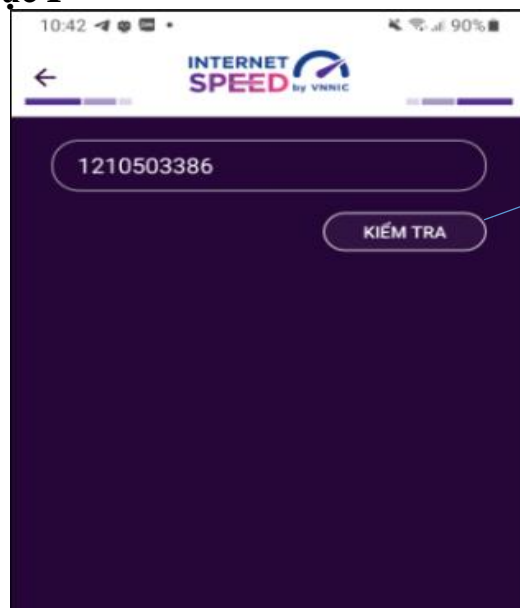 10:42
90%
INTERNET
SPEED by VNNIC
1210503386
KIỂM TRA